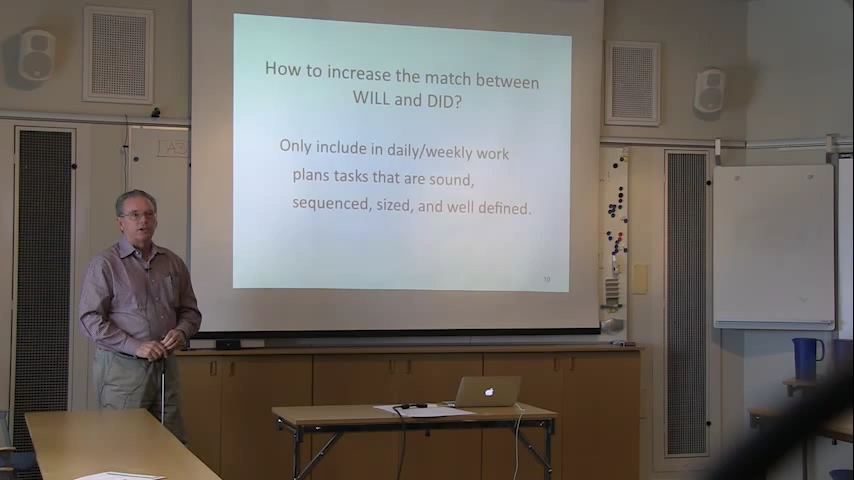 How to increase the match between
WILL and DID?
Only include in daily/weekly work
plans tasks that are sound,
sequenced, sized, and well defined.
10
A3